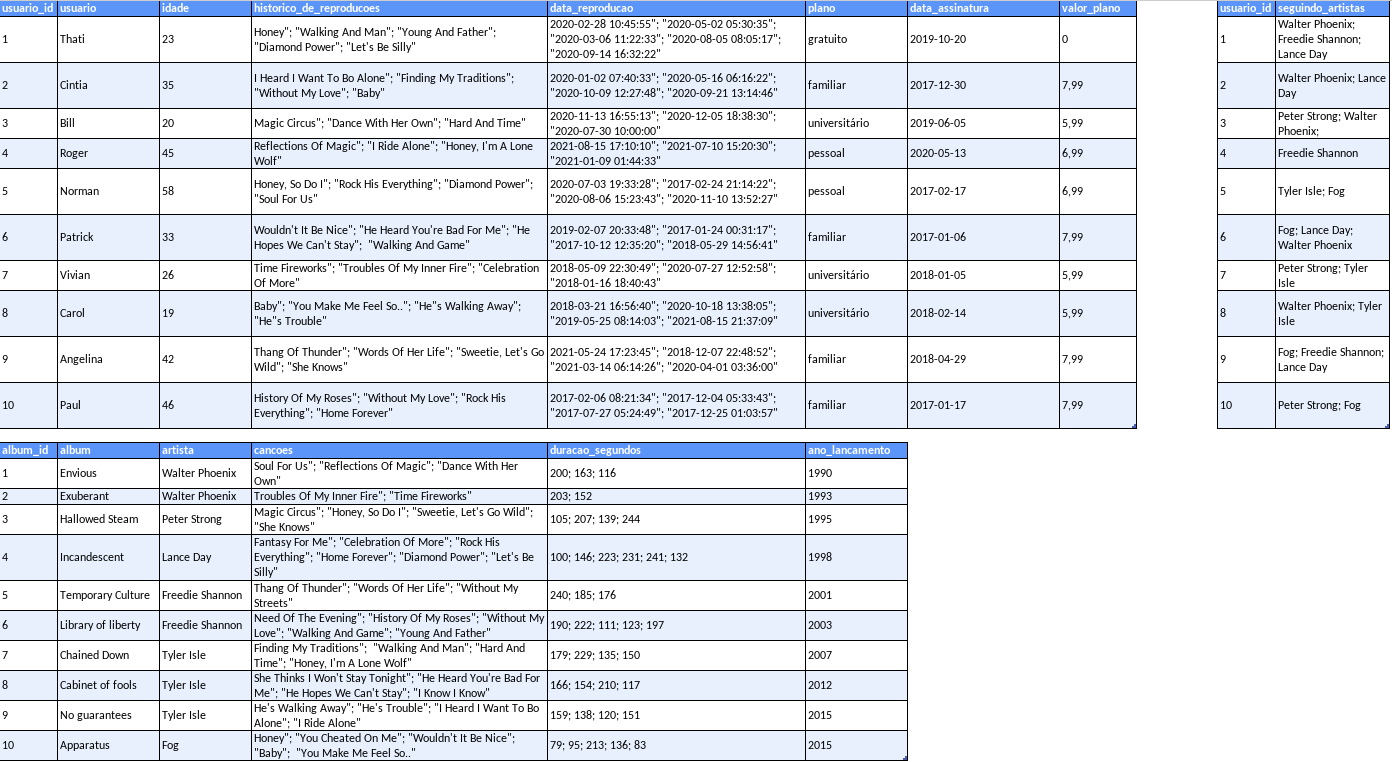 usuario_id usuario idade historico_de_reproducoes data_reproducao plano data_assinatura valor_plano
1 Thati 23 Honey"; "Walking And Man"; "Young And Father"; "Diamond Power"; "Let's Be Silly" 2020-02-28 10:45:55"; "2020-05-02 05:30:35"; "2020-03-06 11:22:33"; "2020-08-05 08:05:17"; "2020-09-14 16:32:22" gratuito 2019-10-20 0
2 Cintia 35 I Heard I Want To Bo Alone"; "Finding My Traditions"; "Without My Love"; "Baby" 2020-01-02 07:40:33"; "2020-05-16 06:16:22"; "2020-10-09 12:27:48"; "2020-09-21 13:14:46" familiar 2017-12-30 7,99
3 Bill 20 Magic Circus"; "Dance With Her Own"; "Hard And Time" 2020-11-13 16:55:13"; "2020-12-05 18:38:30"; "2020-07-30 10:00:00" universitário 2019-06-05 5,99
4 Roger 45 Reflections Of Magic"; "I Ride Alone"; "Honey, I'm A Lone Wolf" 2021-08-15 17:10:10"; "2021-07-10 15:20:30"; "2021-01-09 01:44:33" pessoal 2020-05-13 6,99
5 Norman 58 Honey, So Do I"; "Rock His Everything"; "Diamond Power"; "Soul For Us" 2020-07-03 19:33:28"; "2017-02-24 21:14:22"; "2020-08-06 15:23:43"; "2020-11-10 13:52:27" pessoal 2017-02-17 6,99
6 Patrick 33 Wouldn't It Be Nice"; "He Heard You're Bad For Me"; "He Hopes We Can't Stay";  "Walking And Game" 2019-02-07 20:33:48"; "2017-01-24 00:31:17"; "2017-10-12 12:35:20"; "2018-05-29 14:56:41" familiar 2017-01-06 7,99
7 Vivian 26 Time Fireworks"; "Troubles Of My Inner Fire"; "Celebration Of More" 2018-05-09 22:30:49"; "2020-07-27 12:52:58"; "2018-01-16 18:40:43" universitário 2018-01-05 5,99
8 Carol 19 Baby"; "You Make Me Feel So.."; "He"s Walking Away"; "He"s Trouble" 2018-03-21 16:56:40"; "2020-10-18 13:38:05"; "2019-05-25 08:14:03"; "2021-08-15 21:37:09" universitário 2018-02-14 5,99
9 Angelina 42 Thang Of Thunder"; "Words Of Her Life"; "Sweetie, Let's Go Wild"; "She Knows" 2021-05-24 17:23:45"; "2018-12-07 22:48:52"; "2021-03-14 06:14:26"; "2020-04-01 03:36:00" familiar 2018-04-29 7,99
10 Paul 46 History Of My Roses"; "Without My Love"; "Rock His Everything"; "Home Forever" 2017-02-06 08:21:34"; "2017-12-04 05:33:43"; "2017-07-27 05:24:49"; "2017-12-25 01:03:57" familiar 2017-01-17 7,99
usuario_id seguindo_artistas
1 Walter Phoenix; Freedie Shannon; Lance Day
2 Walter Phoenix; Lance Day
3 Peter Strong; Walter Phoenix;
4 Freedie Shannon
5 Tyler Isle; Fog
6 Fog; Lance Day; Walter Phoenix
7 Peter Strong; Tyler Isle
8 Walter Phoenix; Tyler Isle
9 Fog; Freedie Shannon; Lance Day
10 Peter Strong; Fog
album_id album artista cancoes duracao_segundos ano_lancamento
1 Envious Walter Phoenix Soul For Us"; "Reflections Of Magic"; "Dance With Her Own" 200; 163; 116 1990
2 Exuberant Walter Phoenix Troubles Of My Inner Fire"; "Time Fireworks" 203; 152 1993
3 Hallowed Steam Peter Strong Magic Circus"; "Honey, So Do I"; "Sweetie, Let's Go Wild"; "She Knows" 105; 207; 139; 244 1995
4 Incandescent Lance Day Fantasy For Me"; "Celebration Of More"; "Rock His Everything"; "Home Forever"; "Diamond Power"; "Let's Be Silly" 100; 146; 223; 231; 241; 132 1998
5 Temporary Culture Freedie Shannon Thang Of Thunder"; "Words Of Her Life"; "Without My Streets" 240; 185; 176 2001
6 Library of liberty Freedie Shannon Need Of The Evening"; "History Of My Roses"; "Without My Love"; "Walking And Game"; "Young And Father" 190; 222; 111; 123; 197 2003
7 Chained Down Tyler Isle Finding My Traditions";  "Walking And Man"; "Hard And Time"; "Honey, I'm A Lone Wolf" 179; 229; 135; 150 2007
8 Cabinet of fools Tyler Isle She Thinks I Won't Stay Tonight"; "He Heard You're Bad For Me"; "He Hopes We Can't Stay"; "I Know I Know" 166; 154; 210; 117 2012
9 No guarantees Tyler Isle He's Walking Away"; "He's Trouble"; "I Heard I Want To Bo Alone"; "I Ride Alone" 159; 138; 120; 151 2015
10 Apparatus Fog Honey"; "You Cheated On Me"; "Wouldn't It Be Nice"; "Baby";  "You Make Me Feel So.." 79; 95; 213; 136; 83 2015